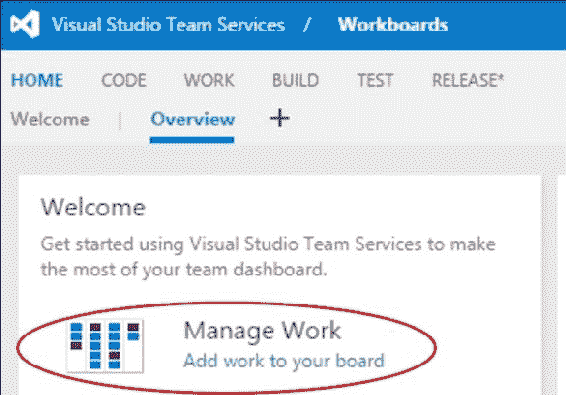 Visual Studio Team Services / Workboards
HOME CODE WORK BUILD TEST RELEASE*
Welcome | Overview +
Welcome
Get started using Visual Studio Team Services to make
the most of your team dashboard.
Manage Work
Add work to your board